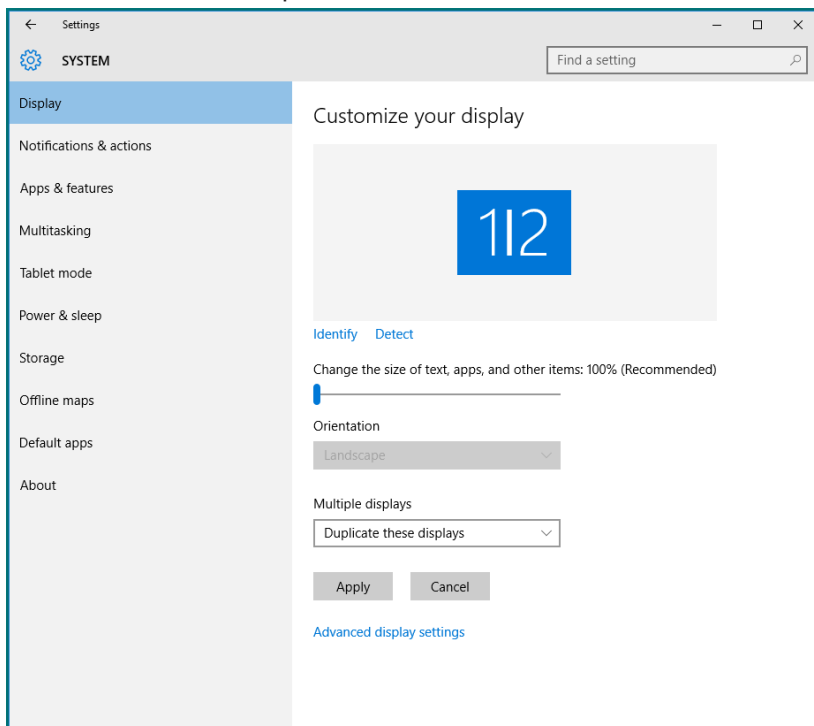 Settings
SYSTEM
Find a setting
Display
Notifications & actions
Apps & features
Multitasking
Tablet mode
Power & sleep
Storage
Offline maps
Default apps
About
Customize your display
1|2
Identify Detect
Change the size of text, apps, and other items: 100% (Recommended)
Orientation
Landscape
Multiple displays
Duplicate these displays
Apply Cancel
Advanced display settings